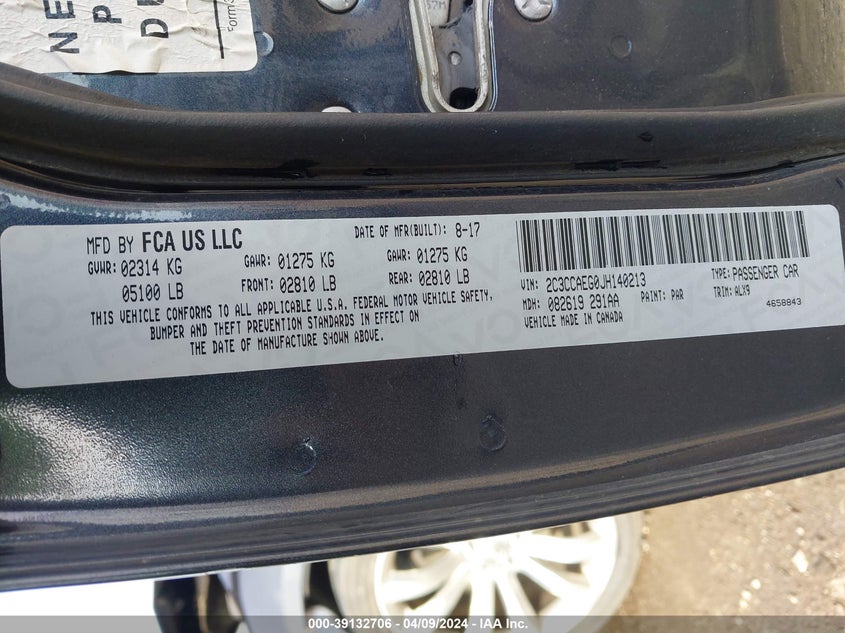 NE
P
D
Form
57M
MFD BY FCA US LLC
DATE OF MFR(BUILT): 8-17
GVWR: 02314 KG GAWR: 01275 KG GAWR: 01275 KG
05100 LB FRONT: 02810 LB REAR: 02810 LB
THIS VEHICLE CONFORMS TO ALL APPLICABLE U.S.A. FEDERAL MOTOR VEHICLE SAFETY,
BUMPER AND THEFT PREVENTION STANDARDS IN EFFECT ON
THE DATE OF MANUFACTURE SHOWN ABOVE.
VIN: 2C3CCAEG0JH140213 TYPE: PASSENGER CAR
MDH: 082619 291AA PAINT: PAR TRIM: ALX9
VEHICLE MADE IN CANADA 4658843
000-39132706 - 04/09/2024 - IAA Inc.